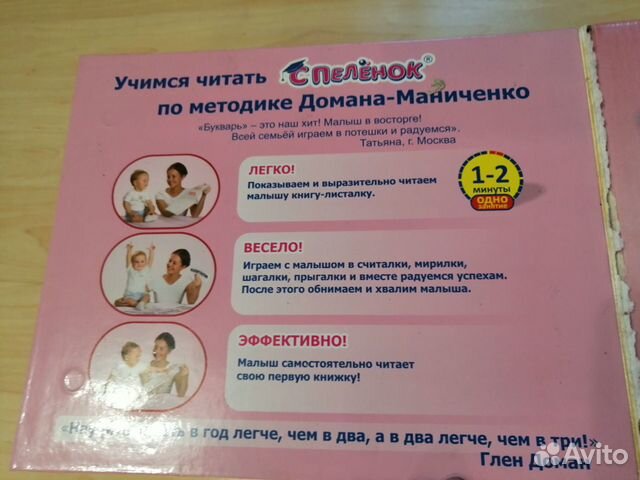 Учимся читать С ПЕЛЁНОК®
по методике Домана-Маниченко
«Букварь» – это наш хит! Малыш в восторге!
Всей семьёй играем в потешки и радуемся».
Татьяна, г. Москва
ЛЕГКО!
Показываем и выразительно читаем
малышу книгу-листалку.
1-2
минуты
одно
занятие
ВЕСЕЛО!
Играем с малышом в считалки, мирилки,
шагалки, прыгалки и вместе радуемся успехам.
После этого обнимаем и хвалим малыша.
ЭФФЕКТИВНО!
Малыш самостоятельно читает
свою первую книжку!
в год легче, чем в два, а в два легче, чем в три!»
Глен Доман
Avito